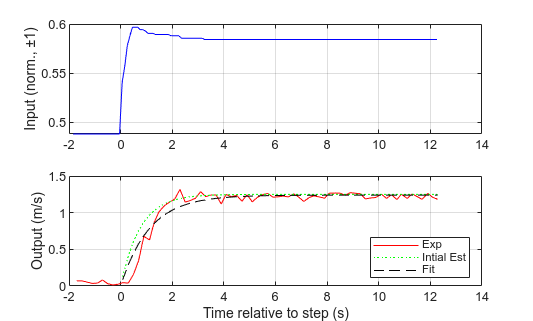 0.6
0.55
0.5
Input (norm., ±1)
-2 0 2 4 6 8 10 12 14
1.5
1
0.5
0
Output (m/s)
Exp
Intial Est
Fit
-2 0 2 4 6 8 10 12 14
Time relative to step (s)